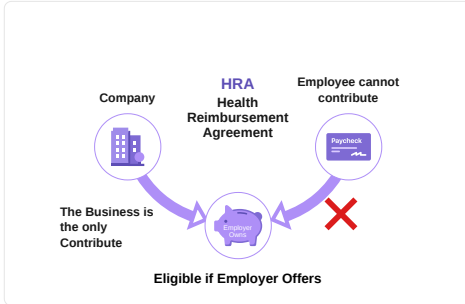 HRA
Health
Reimbursement
Agreement
Company
Employee cannot
contribute
Paycheck
The Business is
the only
Contribute
Employer
Owns
Eligible if Employer Offers